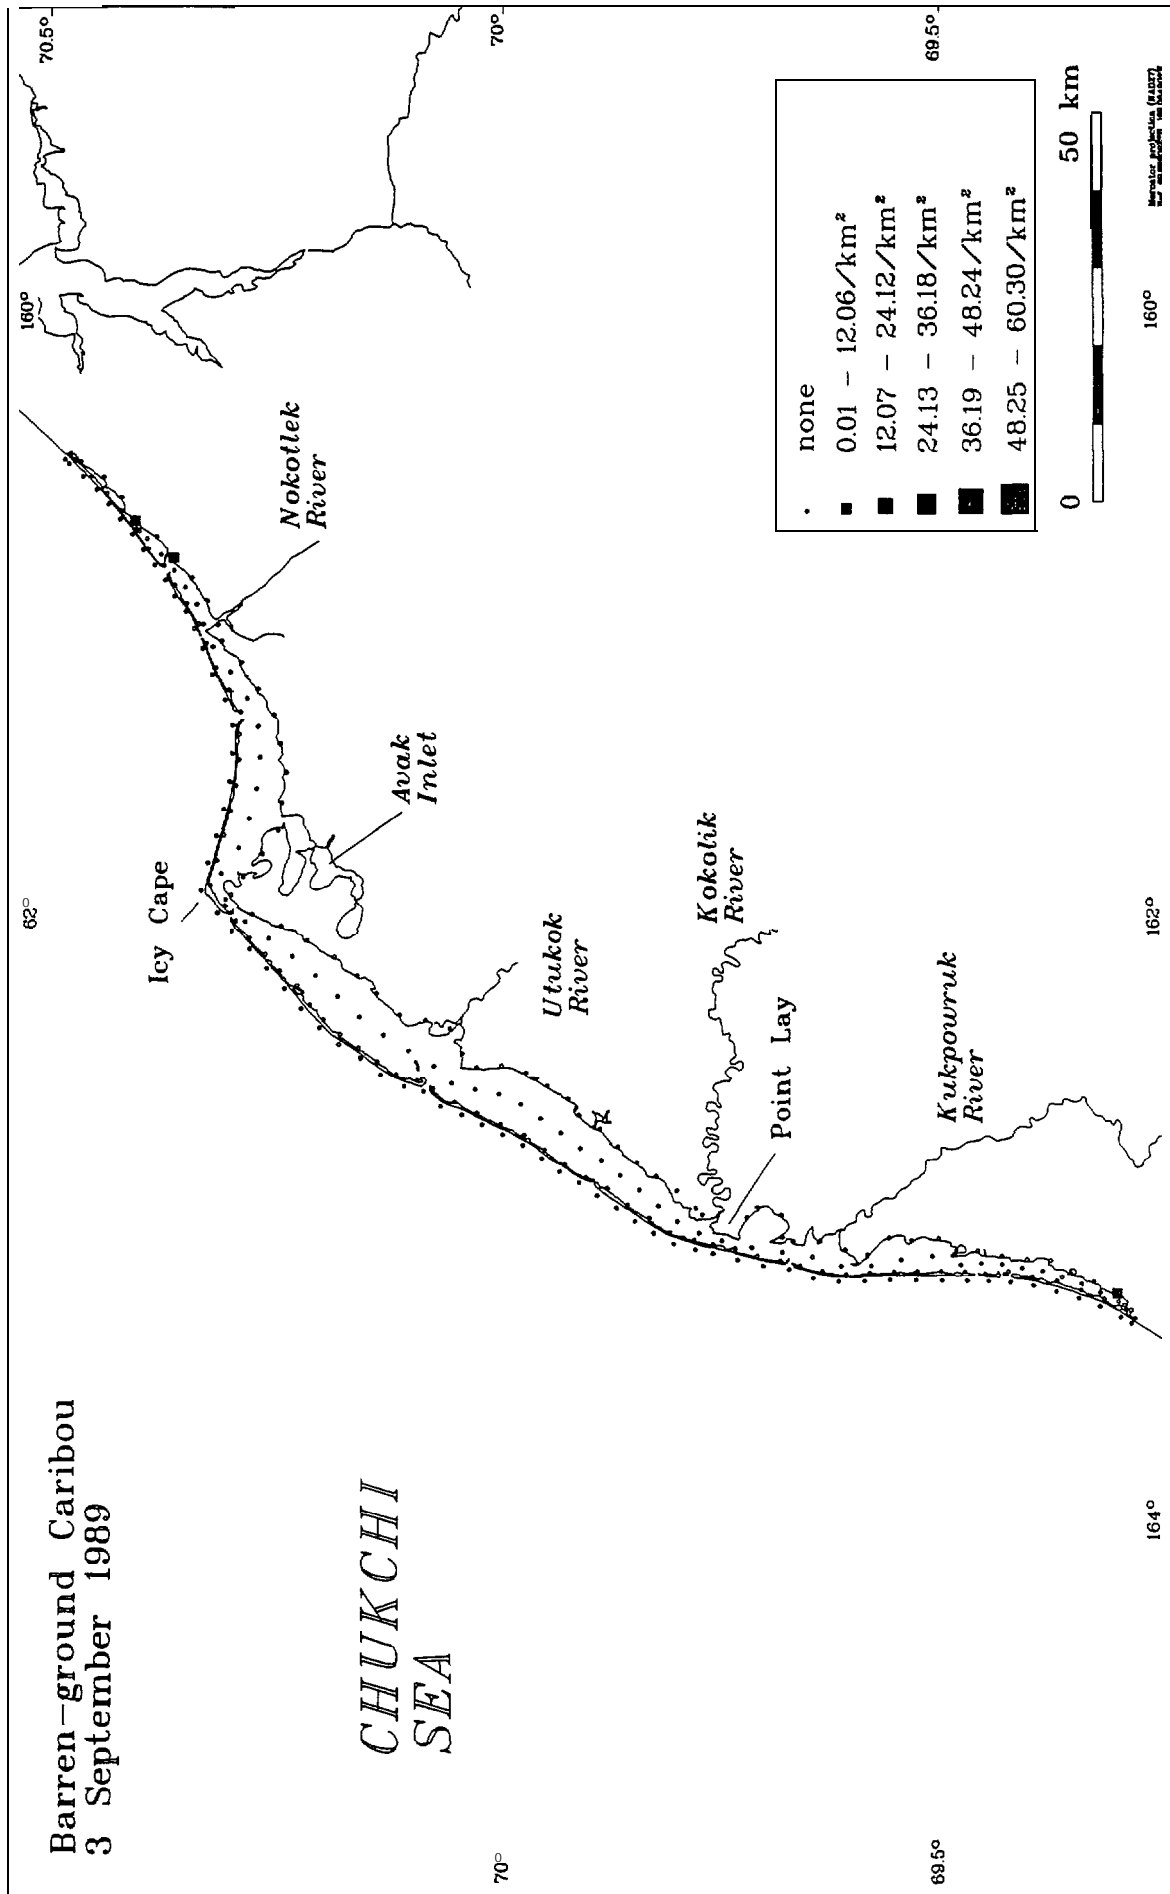 Barren-ground Caribou
3 September 1989
CHUKCHI
SEA
Icy Cape
Nokotlek
River
Avak
Inlet
Utukok
River
Kokolik
River
Point Lay
Kukpowruk
River
70.5°
70°
69.5°
160°
62°
70°
69.5°
164°
162°
160°
none
0.01 - 12.06/km²
12.07 - 24.12/km²
24.13 - 36.18/km²
36.19 - 48.24/km²
48.25 - 60.30/km²
0 50 km
Mercator projection (NAD27)